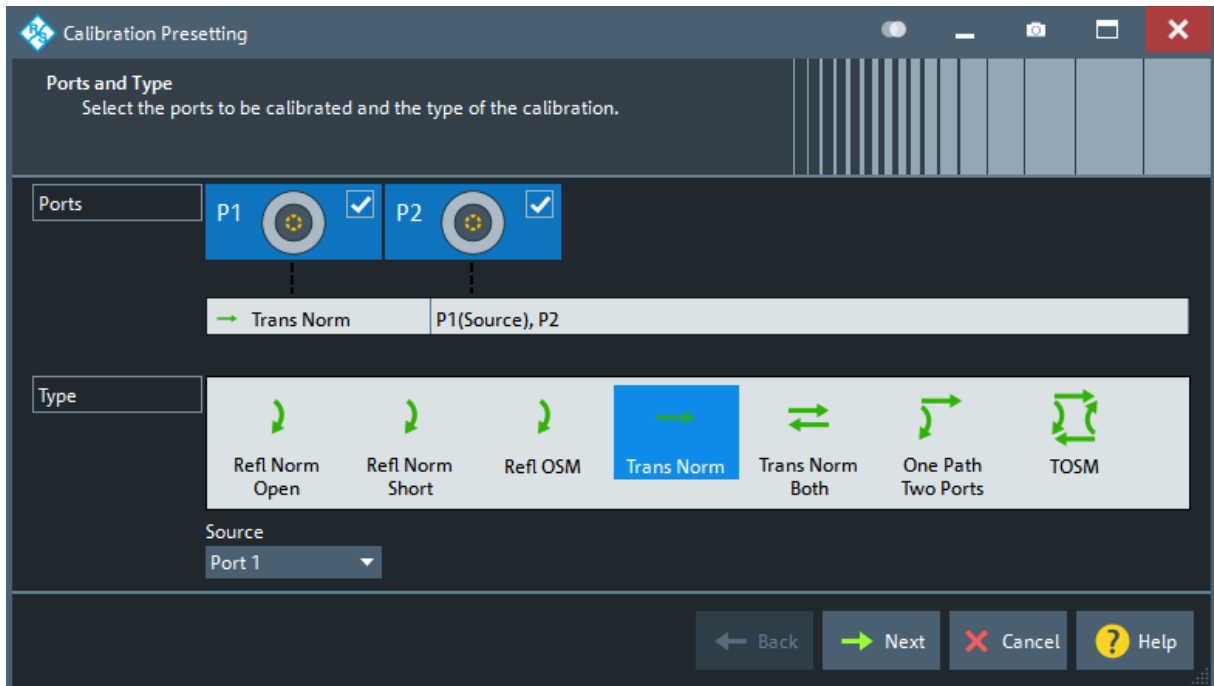 Calibration Presetting
Ports and Type
Select the ports to be calibrated and the type of the calibration.
Ports
P1
P2
Trans Norm
P1(Source), P2
Type
Refl Norm
Open
Refl Norm
Short
Refl OSM
Trans Norm
Trans Norm
Both
One Path
Two Ports
TOSM
Source
Port 1
Back
Next
Cancel
? Help